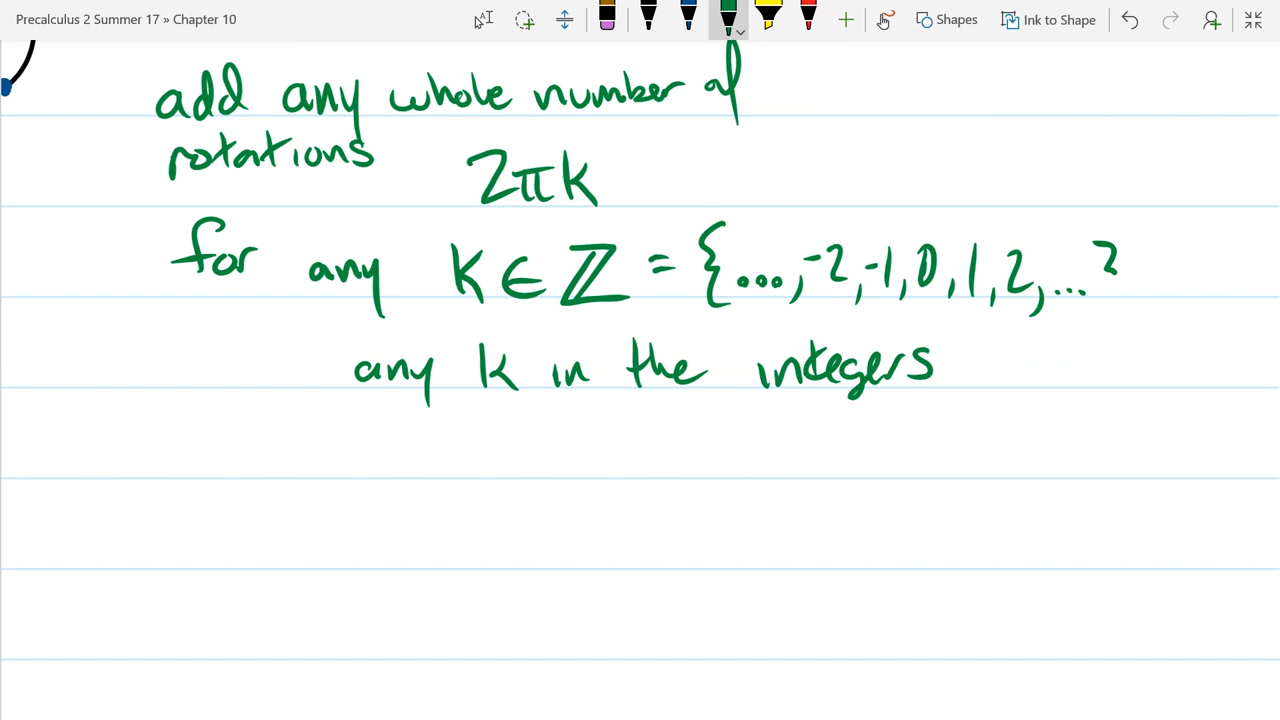 Precalculus 2 Summer 17 » Chapter 10
Shapes
Ink to Shape
add any whole number of
rotations 2πk
for any k ∈ ℤ = {..., -2, -1, 0, 1, 2, ...}
any k in the integers